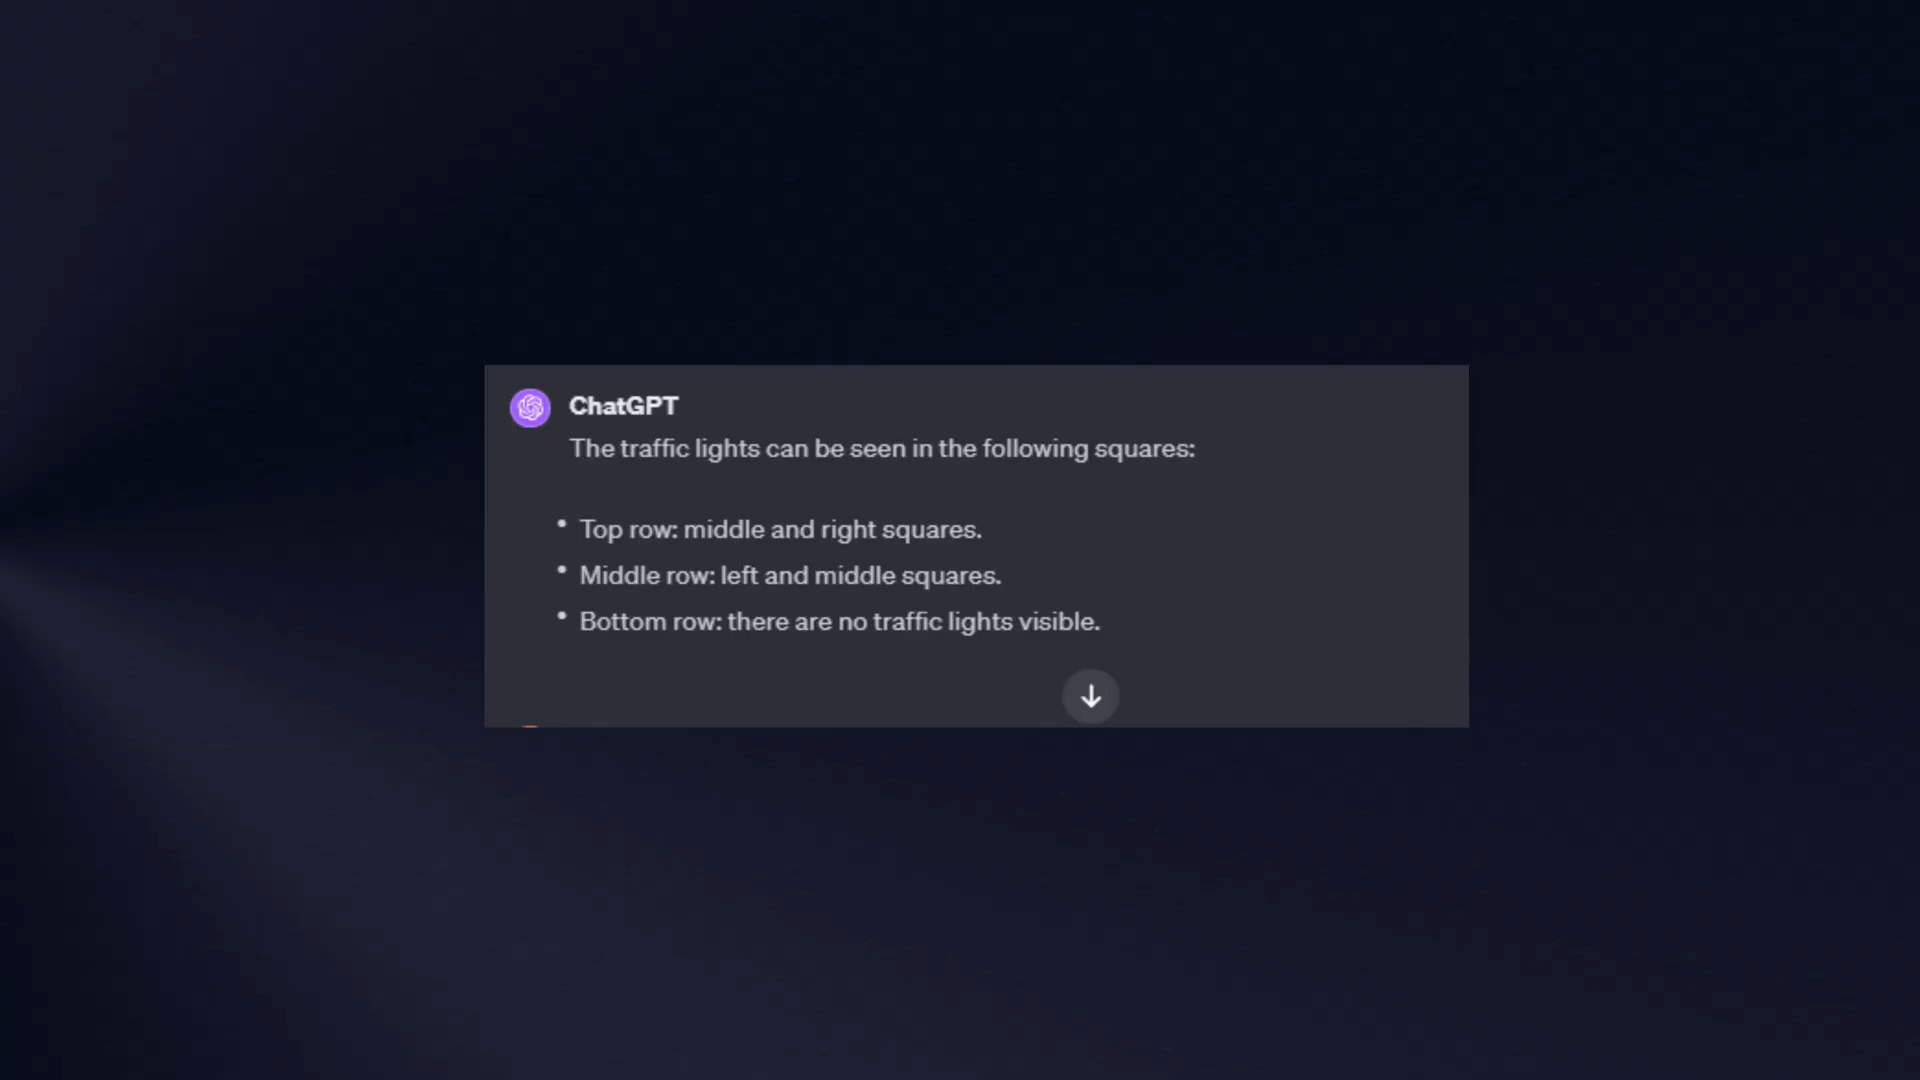 ChatGPT
The traffic lights can be seen in the following squares:
• Top row: middle and right squares.
• Middle row: left and middle squares.
• Bottom row: there are no traffic lights visible.